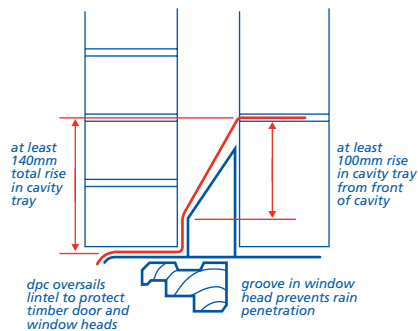 at least
140mm
total rise
in cavity
tray
at least
100mm rise
in cavity tray
from front
of cavity
dpc oversails
lintel to protect
timber door and
window heads
groove in window
head prevents rain
penetration